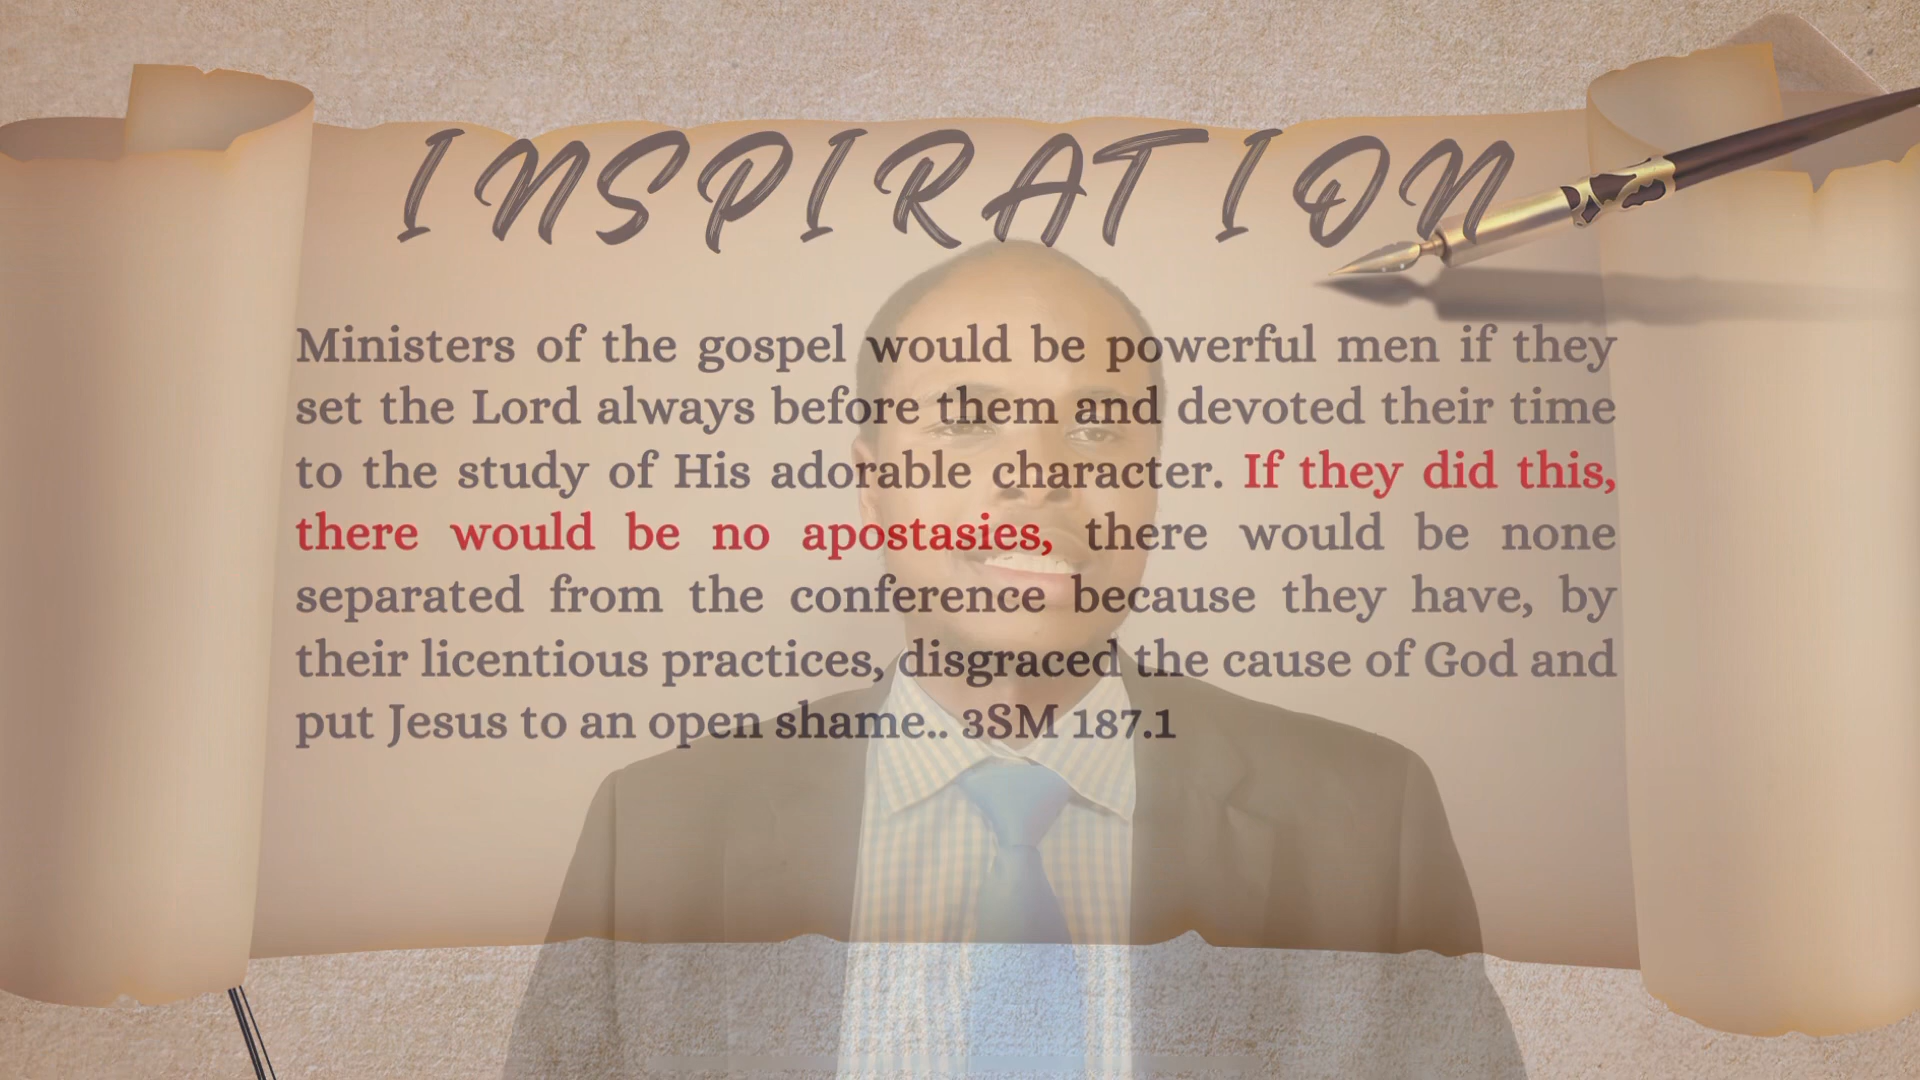 INSPIRATION
Ministers of the gospel would be powerful men if they
set the Lord always before them and devoted their time
to the study of His adorable character. If they did this,
there would be no apostasies, there would be none
separated from the conference because they have, by
their licentious practices, disgraced the cause of God and
put Jesus to an open shame.. 3SM 187.1